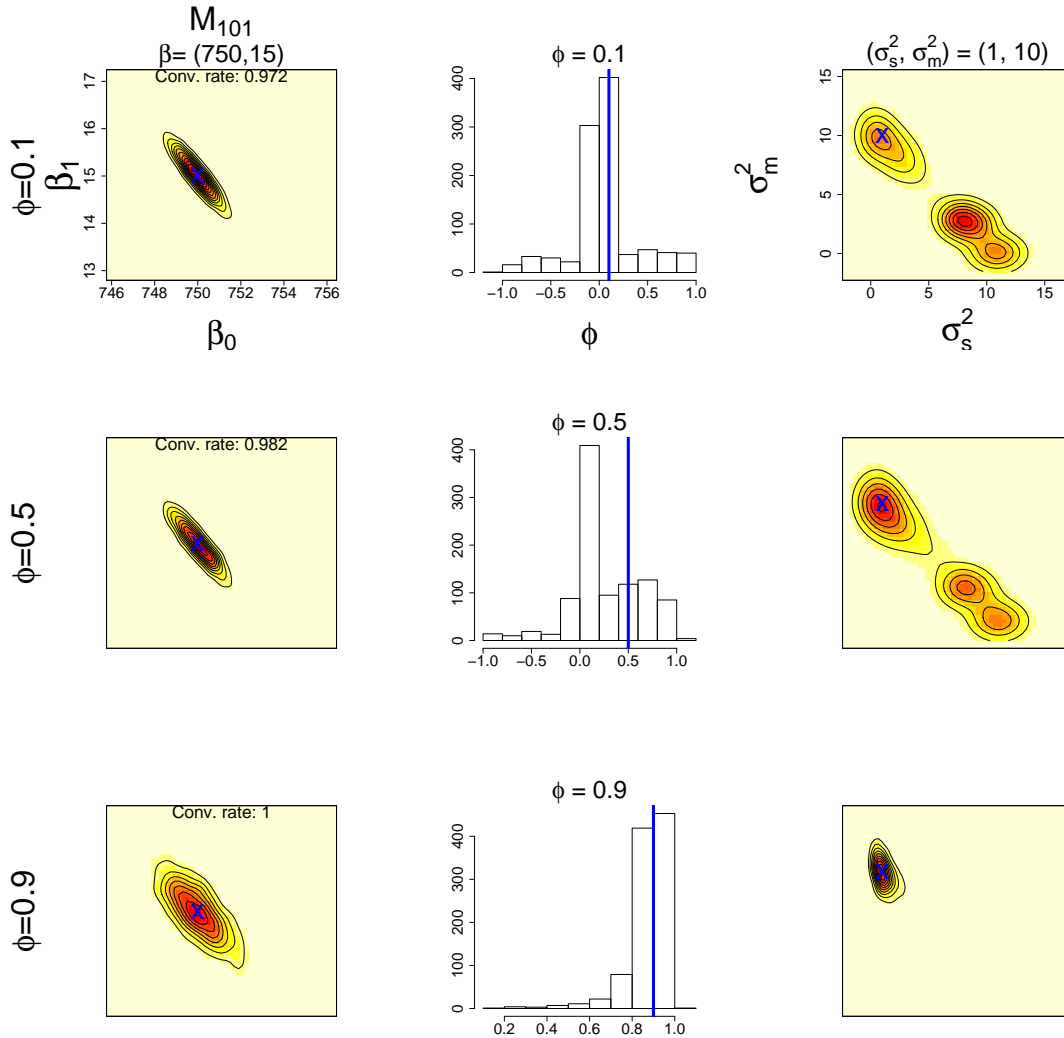 M₁₀₁
β= (750,15)
φ = 0.1
(σ²ₛ, σ²ₘ) = (1, 10)
Conv. rate: 0.972
φ=0.1
β₁
17
16
15
14
13
746 748 750 752 754 756
β₀
400
300
200
100
0
−1.0 −0.5 0.0 0.5 1.0
φ
σ²ₘ
15
10
5
0
0 5 10 15
σ²ₛ
φ=0.5
Conv. rate: 0.982
φ = 0.5
400
300
200
100
0
−1.0 −0.5 0.0 0.5 1.0
φ=0.9
Conv. rate: 1
φ = 0.9
400
300
200
100
0
0.2 0.4 0.6 0.8 1.0
X
X
X
X
X
X